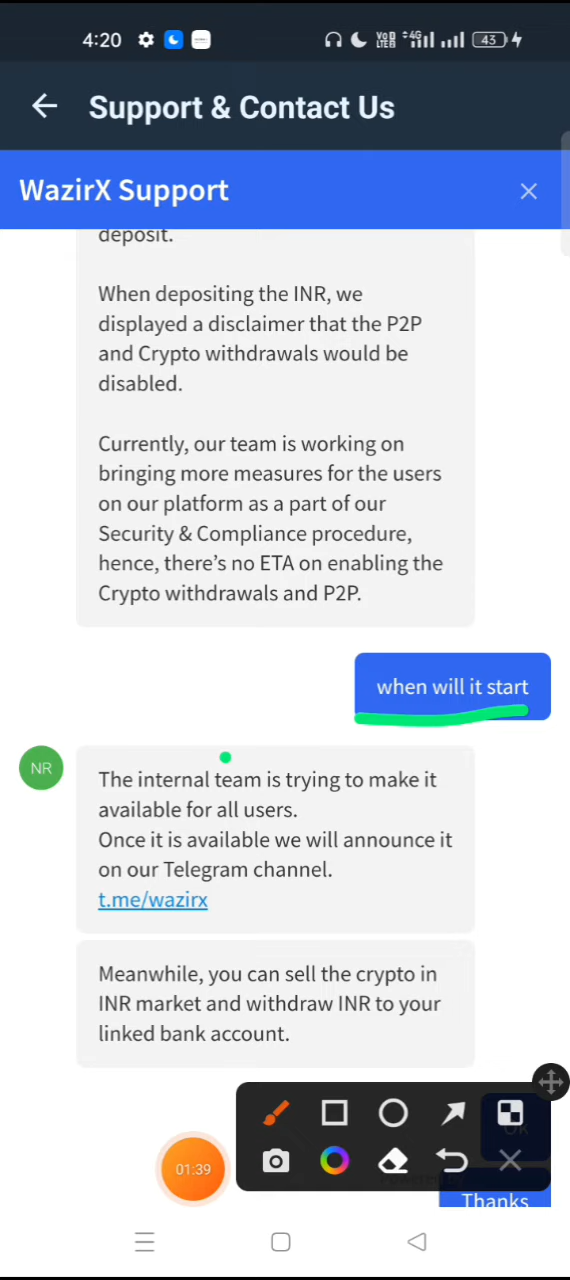 4:20
VoD LTED 4G 43
Support & Contact Us
WazirX Support
deposit.
When depositing the INR, we
displayed a disclaimer that the P2P
and Crypto withdrawals would be
disabled.
Currently, our team is working on
bringing more measures for the users
on our platform as a part of our
Security & Compliance procedure,
hence, there’s no ETA on enabling the
Crypto withdrawals and P2P.
when will it start
NR
The internal team is trying to make it
available for all users.
Once it is available we will announce it
on our Telegram channel.
t.me/wazirx
Meanwhile, you can sell the crypto in
INR market and withdraw INR to your
linked bank account.
01:39
Thanks